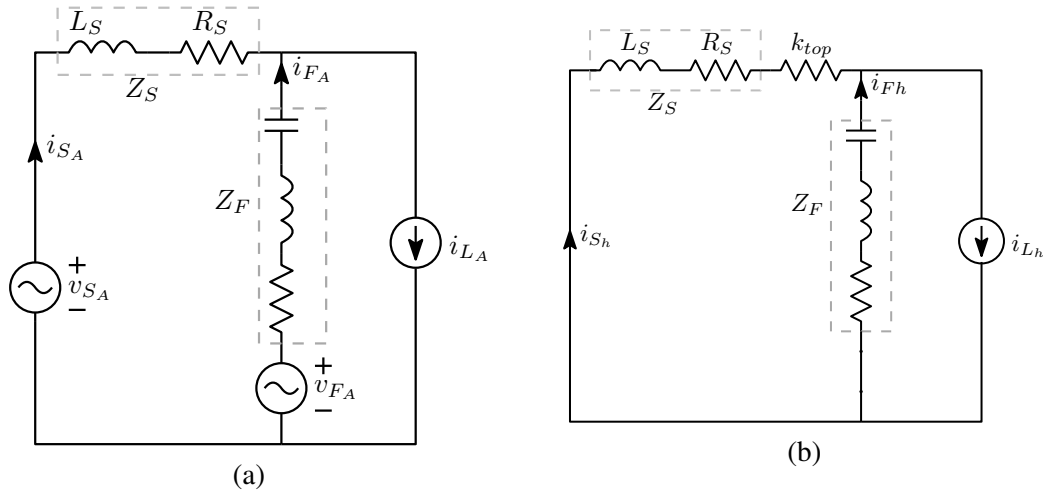 L_S R_S
Z_S
i_{F_A}
i_{S_A}
Z_F
i_{L_A}
+
v_{S_A}
−
+
v_{F_A}
−
(a)
L_S R_S k_{top}
Z_S
i_{Fh}
Z_F
i_{S_h}
i_{L_h}
(b)